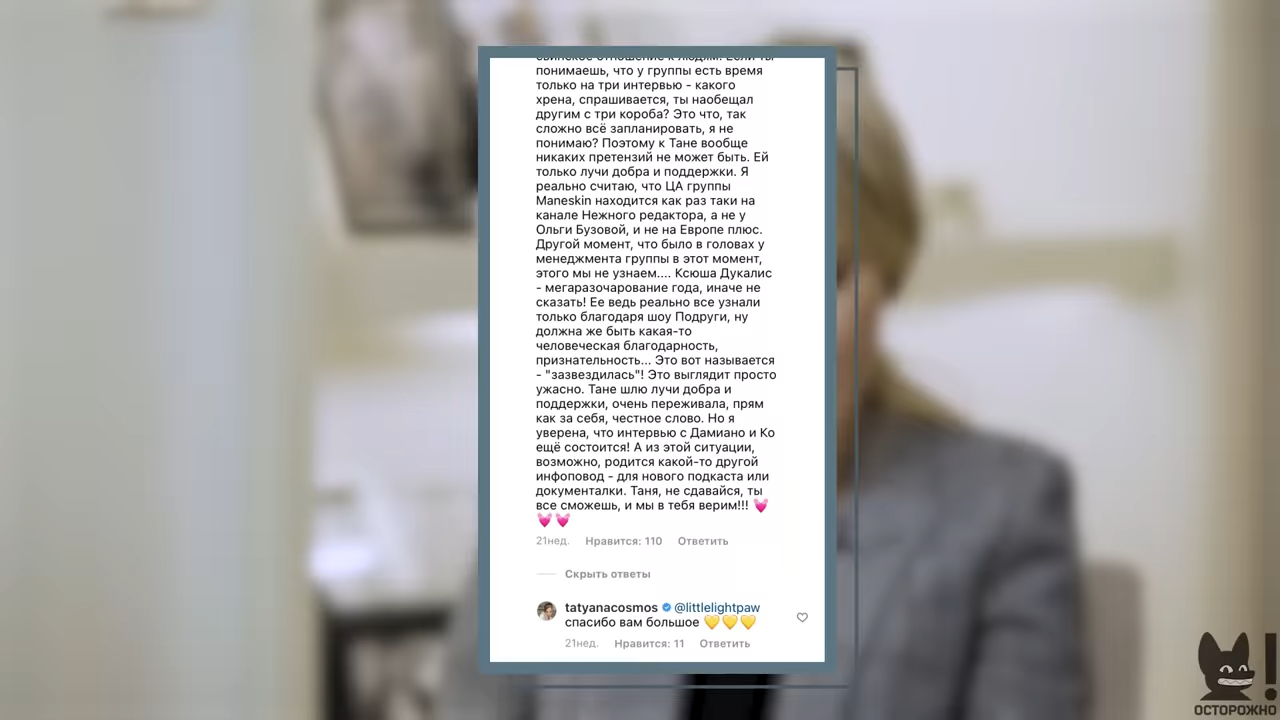 свинское отношение к людям! Если ты
понимаешь, что у группы есть время
только на три интервью - какого
хрена, спрашивается, ты наобещал
другим с три короба? Это что, так
сложно всё запланировать, я не
понимаю? Поэтому к Тане вообще
никаких претензий не может быть. Ей
только лучи добра и поддержки. Я
реально считаю, что ЦА группы
Maneskin находится как раз таки на
канале Нежного редактора, а не у
Ольги Бузовой, и не на Европе плюс.
Другой момент, что было в головах у
менеджмента группы в этот момент,
этого мы не узнаем.... Ксюша Дукалис
- мегаразочарование года, иначе не
сказать! Ее ведь реально все узнали
только благодаря шоу Подруги, ну
должна же быть какая-то
человеческая благодарность,
признательность... Это вот называется
- "зазвездилась"! Это выглядит просто
ужасно. Тане шлю лучи добра и
поддержки, очень переживала, прям
как за себя, честное слово. Но я
уверена, что интервью с Дамиано и Ко
ещё состоится! А из этой ситуации,
возможно, родится какой-то другой
инфоповод - для нового подкаста или
документалки. Таня, не сдавайся, ты
все сможешь, и мы в тебя верим!!! 💓
💓 💓
21нед. Нравится: 110 Ответить
Скрыть ответы
tatyanacosmos @littlelightpaw
спасибо вам большое 💛💛💛
21нед. Нравится: 11 Ответить
ОСТОРОЖНО!